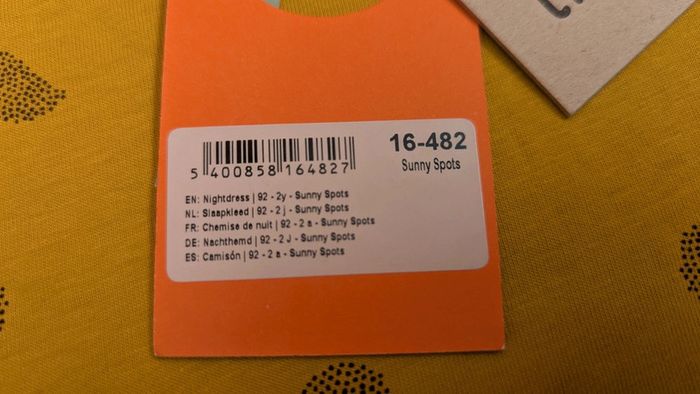 16-482
Sunny Spots
5 400858 164827
EN: Nightdress | 92 - 2y - Sunny Spots
NL: Slaapkleed | 92 - 2 j - Sunny Spots
FR: Chemise de nuit | 92 - 2 a - Sunny Spots
DE: Nachthemd | 92 - 2 J - Sunny Spots
ES: Camisón | 92 - 2 a - Sunny Spots